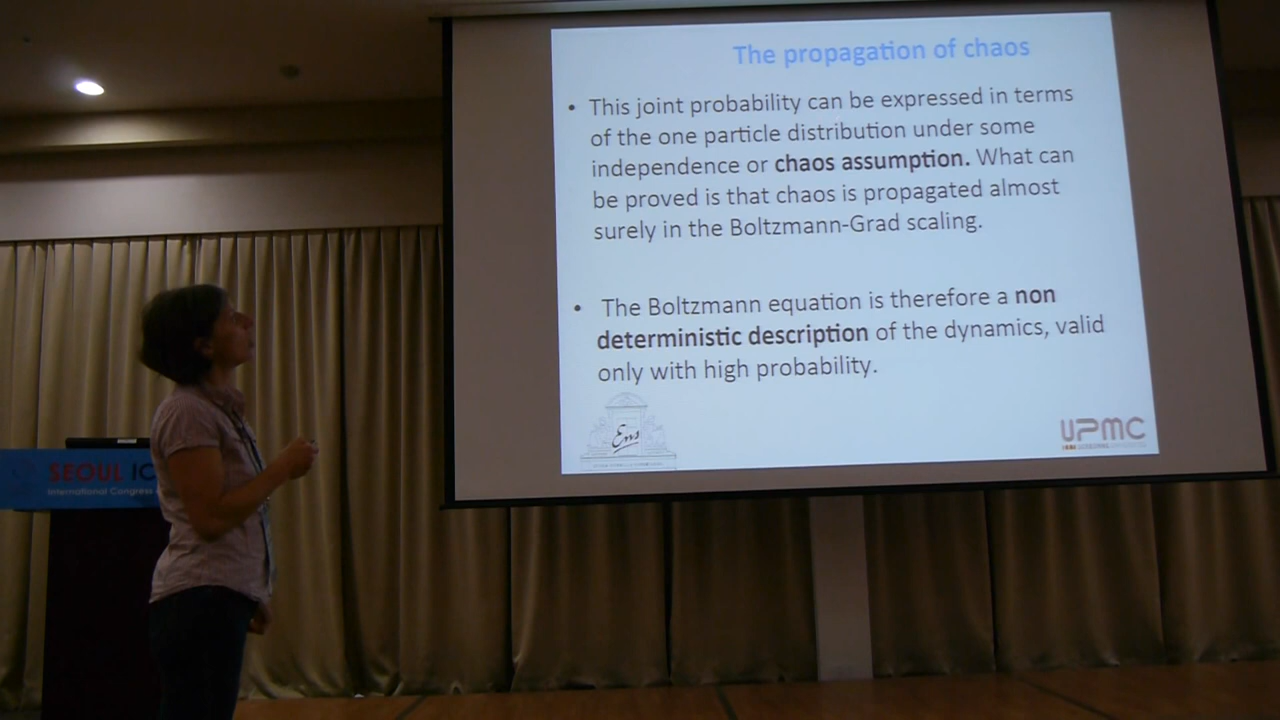 The propagation of chaos
• This joint probability can be expressed in terms
of the one particle distribution under some
independence or chaos assumption. What can
be proved is that chaos is propagated almost
surely in the Boltzmann-Grad scaling.
• The Boltzmann equation is therefore a non
deterministic description of the dynamics, valid
only with high probability.
Ens
UPMC
SEOUL IC
International Congress